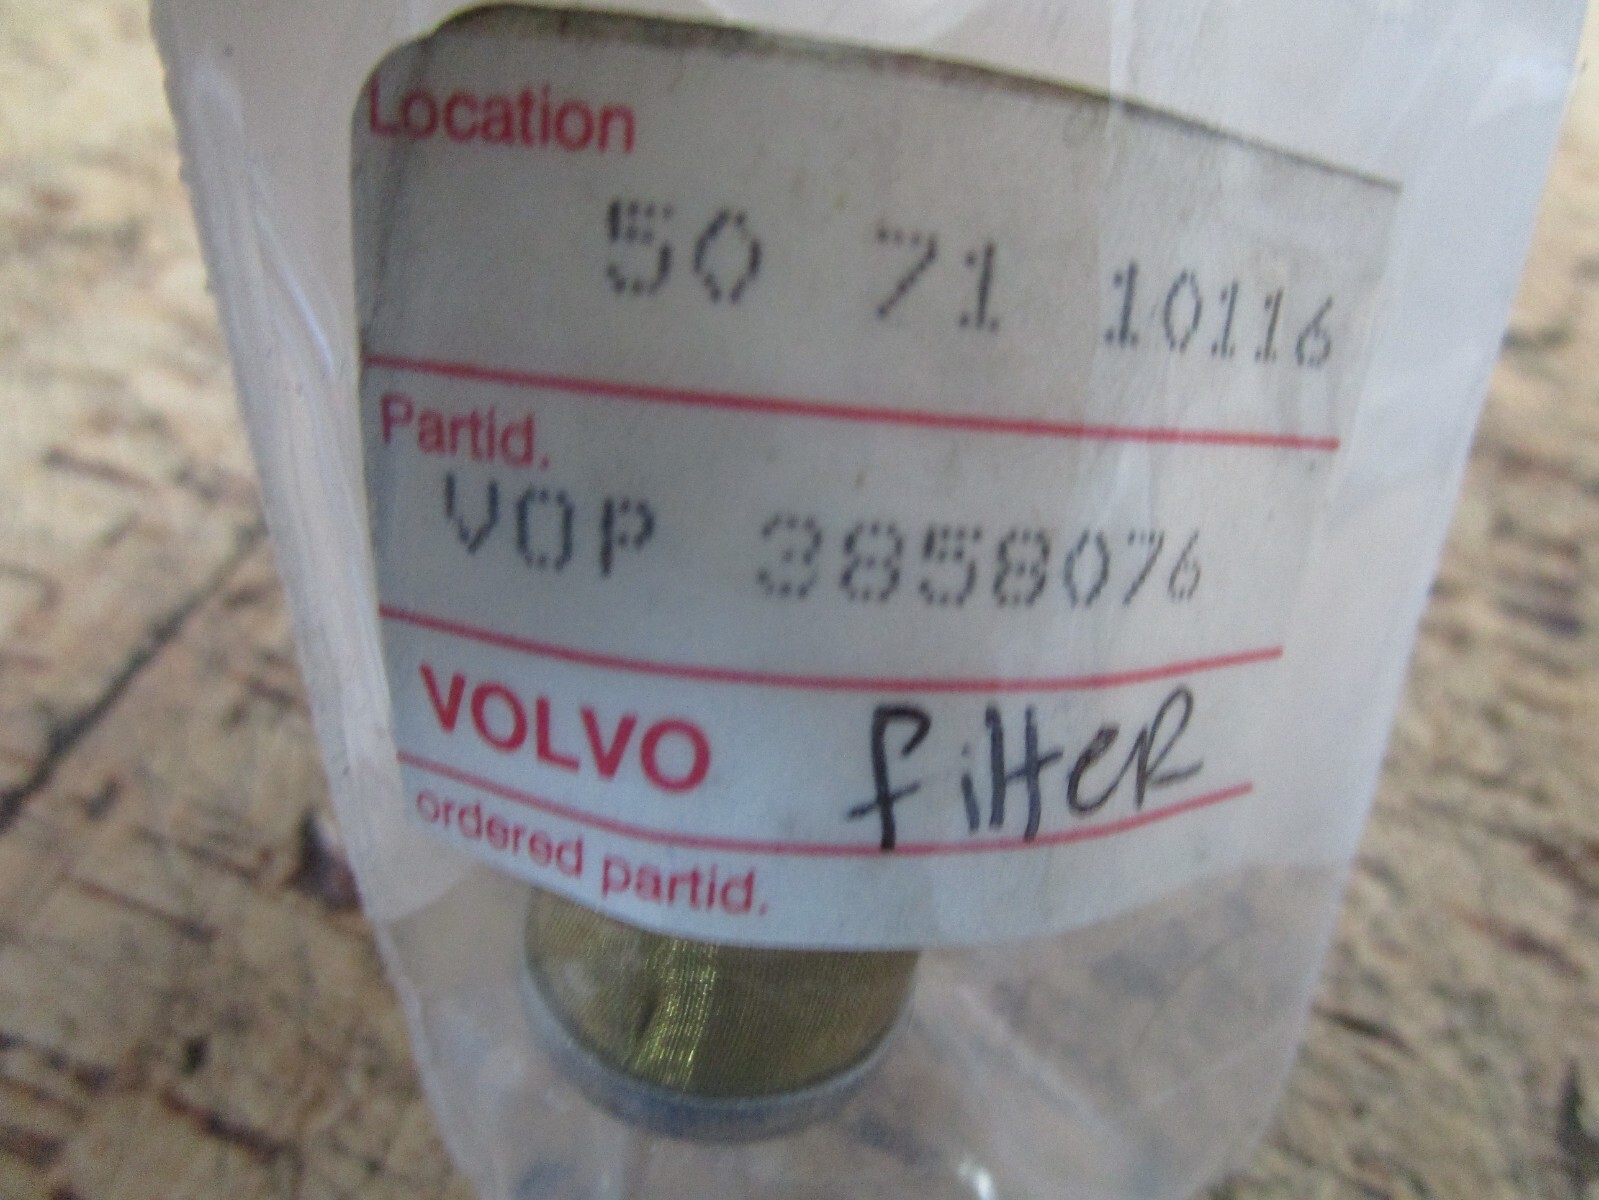 Location
50 71 10116
Partid.
VOP 3858076
VOLVO filter
ordered partid.